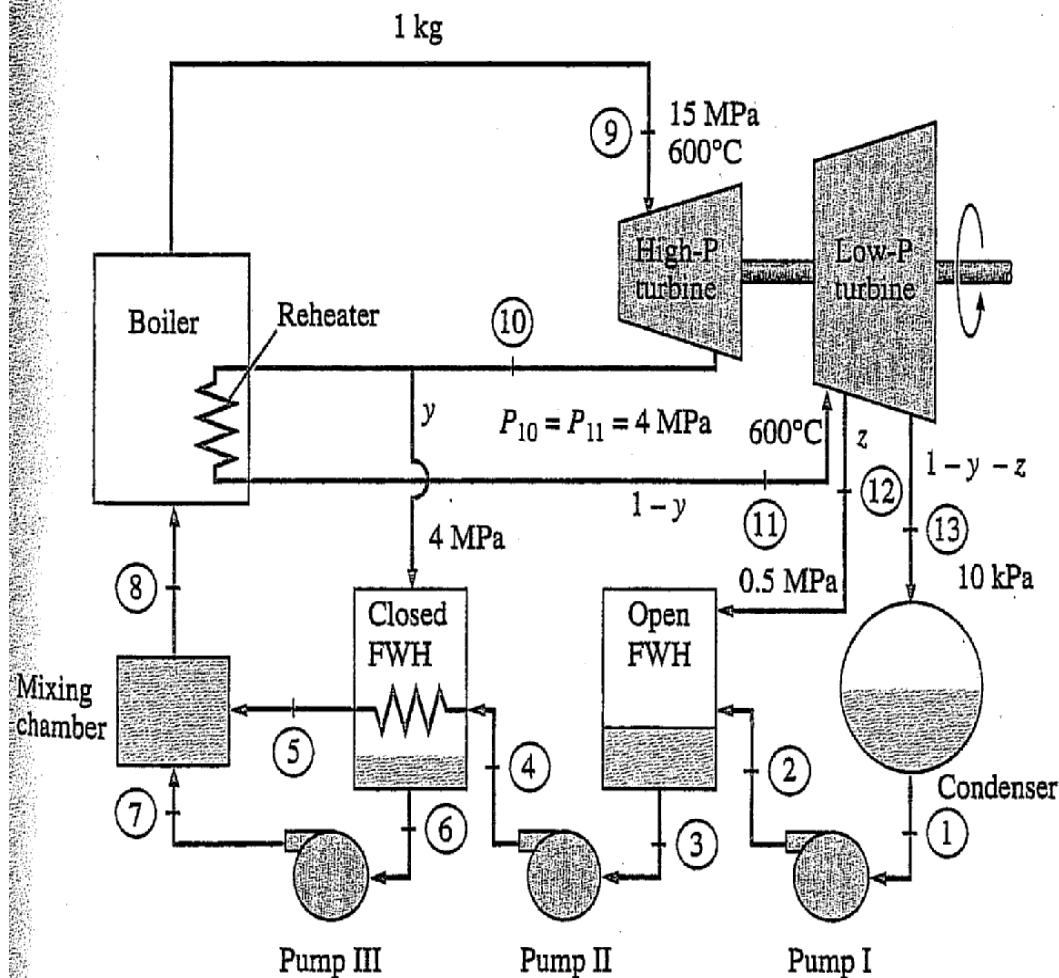 1 kg
9
15 MPa
600°C
High-P
turbine
Low-P
turbine
Boiler
Reheater
10
y
P10 = P11 = 4 MPa
600°C
z
1 – y – z
1 – y
11
12
13
4 MPa
0.5 MPa
10 kPa
8
Closed
FWH
Open
FWH
Mixing
chamber
5
4
2
Condenser
7
6
3
1
Pump III
Pump II
Pump I